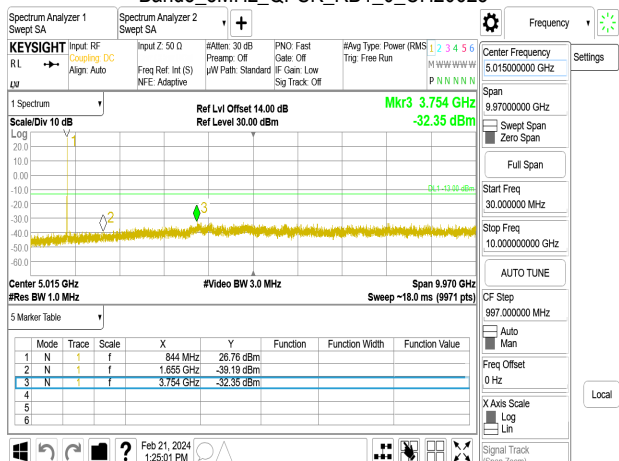 Spectrum Analyzer 1
Swept SA
Spectrum Analyzer 2
Swept SA
Frequency
KEYSIGHT
RL
Input: RF
Coupling: DC
Align: Auto
Input Z: 50 Ω
Freq Ref: Int (S)
NFE: Adaptive
#Atten: 30 dB
Preamp: Off
µW Path: Standard
PNO: Fast
Gate: Off
IF Gain: Low
Sig Track: Off
#Avg Type: Power (RMS
Trig: Free Run
1 2 3 4 5 6
M W W W W W
P N N N N N
1 Spectrum
Scale/Div 10 dB
Ref Lvl Offset 14.00 dB
Ref Level 30.00 dBm
Mkr3 3.754 GHz
-32.35 dBm
Log
20.0
10.0
0.00
-10.0
-20.0
-30.0
-40.0
-50.0
-60.0
1
2
3
DL1 -13.00 dBm
Center 5.015 GHz
#Res BW 1.0 MHz
#Video BW 3.0 MHz
Span 9.970 GHz
Sweep ~18.0 ms (9971 pts)
5 Marker Table
Mode Trace Scale X Y Function Function Width Function Value
1 N 1 f 844 MHz 26.76 dBm
2 N 1 f 1.655 GHz -39.19 dBm
3 N 1 f 3.754 GHz -32.35 dBm
4
5
6
Feb 21, 2024
1:25:01 PM
Center Frequency
5.015000000 GHz
Settings
Span
9.97000000 GHz
Swept Span
Zero Span
Full Span
Start Freq
30.000000 MHz
Stop Freq
10.000000000 GHz
AUTO TUNE
CF Step
997.000000 MHz
Auto
Man
Freq Offset
0 Hz
X Axis Scale
Log
Lin
Local
Signal Track